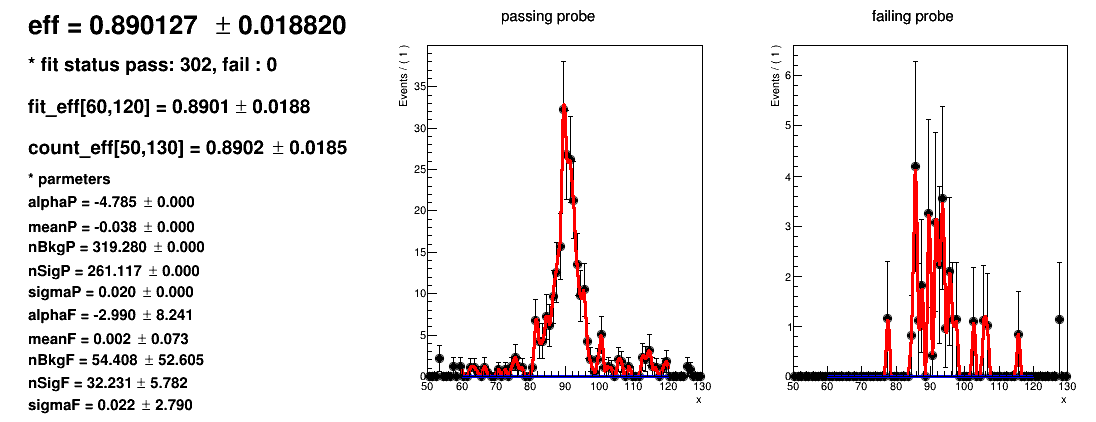 eff = 0.890127 ± 0.018820
* fit status pass: 302, fail : 0
fit_eff[60,120] = 0.8901 ± 0.0188
count_eff[50,130] = 0.8902 ± 0.0185
* parmeters
alphaP = -4.785 ± 0.000
meanP = -0.038 ± 0.000
nBkgP = 319.280 ± 0.000
nSigP = 261.117 ± 0.000
sigmaP = 0.020 ± 0.000
alphaF = -2.990 ± 8.241
meanF = 0.002 ± 0.073
nBkgF = 54.408 ± 52.605
nSigF = 32.231 ± 5.782
sigmaF = 0.022 ± 2.790
passing probe
Events / ( 1 )
35
30
25
20
15
10
5
0
50 60 70 80 90 100 110 120 130
x
failing probe
Events / ( 1 )
6
5
4
3
2
1
0
50 60 70 80 90 100 110 120 130
x